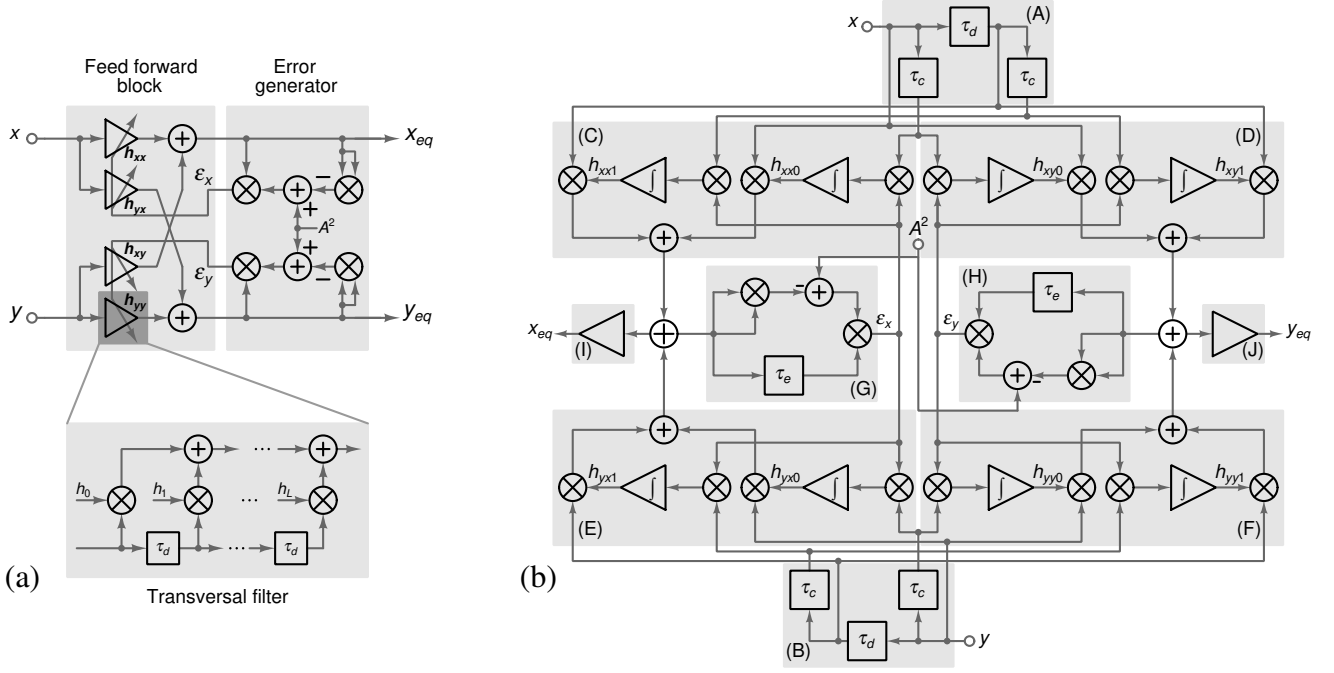 Feed forward
block
Error
generator
x
h_xx
x_eq
ε_x
h_yx
− +
+
A²
+
−
h_xy
ε_y
y
h_yy
y_eq
h_0 h_1 ... h_L
τ_d ... τ_d
Transversal filter
(a)
x τ_d (A)
τ_c τ_c
(C) (D)
h_xx1 ∫ h_xx0 ∫ ∫ h_xy0 ∫ h_xy1
A²
(H)
τ_e
x_eq (I) ε_x ε_y (J) y_eq
τ_e (G)
h_yx1 ∫ h_yx0 ∫ ∫ h_yy0 ∫ h_yy1
(E) (F)
τ_c τ_c
(B) τ_d y
(b)